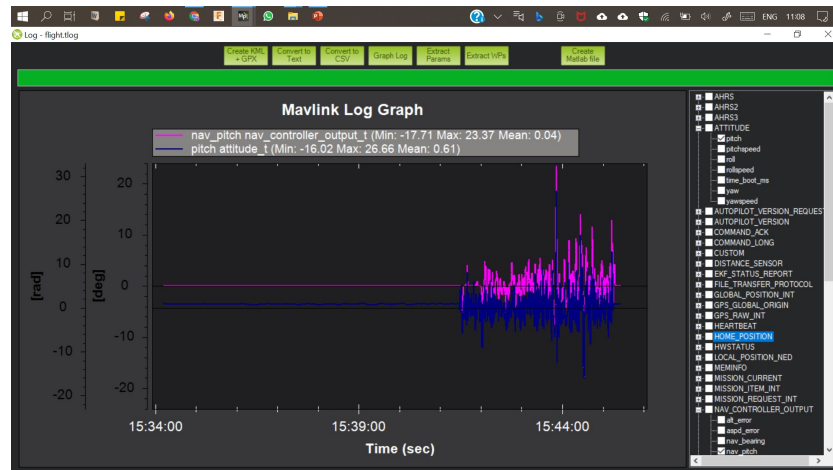 ENG 11:08
Log - flight.tlog
Create KML + GPX
Convert to Text
Convert to CSV
Graph Log
Extract Params
Extract WPs
Create Matlab file
Mavlink Log Graph
nav_pitch nav_controller_output_t (Min: -17.71 Max: 23.37 Mean: 0.04)
pitch attitude_t (Min: -16.02 Max: 26.66 Mean: 0.61)
30
20
10
0
-10
-20
[rad]
20
10
0
-10
-20
[deg]
15:34:00 15:39:00 15:44:00
Time (sec)
AHRS
AHRS2
AHRS3
ATTITUDE
pitch
pitchspeed
roll
rollspeed
time_boot_ms
yaw
yawspeed
AUTOPILOT_VERSION_REQUEST
AUTOPILOT_VERSION
COMMAND_ACK
COMMAND_LONG
CUSTOM
DISTANCE_SENSOR
EKF_STATUS_REPORT
FILE_TRANSFER_PROTOCOL
GLOBAL_POSITION_INT
GPS_GLOBAL_ORIGIN
GPS_RAW_INT
HEARTBEAT
HOME_POSITION
HWSTATUS
LOCAL_POSITION_NED
MEMINFO
MISSION_CURRENT
MISSION_ITEM_INT
MISSION_REQUEST_INT
NAV_CONTROLLER_OUTPUT
alt_error
aspd_error
nav_bearing
nav_pitch